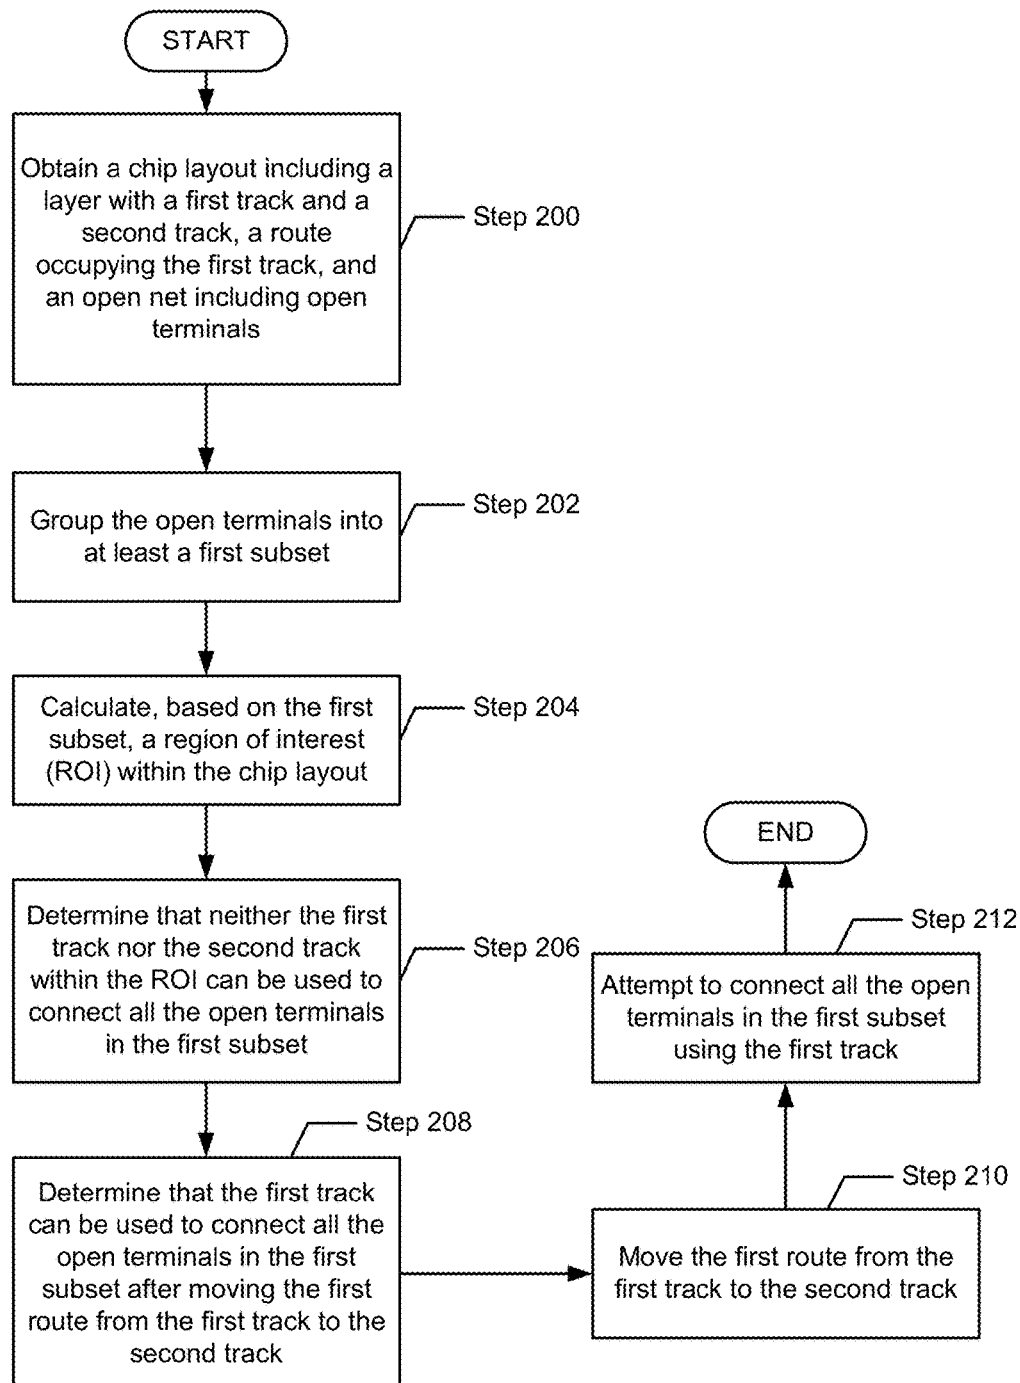 START
Obtain a chip layout including a
layer with a first track and a
second track, a route
occupying the first track, and
an open net including open
terminals
Step 200
Group the open terminals into
at least a first subset
Step 202
Calculate, based on the first
subset, a region of interest
(ROI) within the chip layout
Step 204
Determine that neither the first
track nor the second track
within the ROI can be used to
connect all the open terminals
in the first subset
Step 206
Determine that the first track
can be used to connect all the
open terminals in the first
subset after moving the first
route from the first track to the
second track
Step 208
Move the first route from the
first track to the second track
Step 210
Attempt to connect all the open
terminals in the first subset
using the first track
Step 212
END